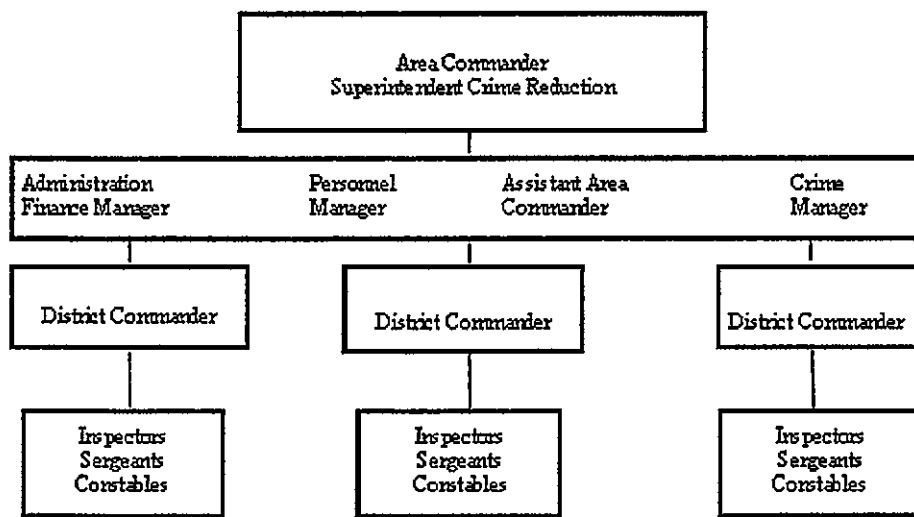 Area Commander
Superintendent Crime Reduction
Administration
Finance Manager
Personnel
Manager
Assistant Area
Commander
Crime
Manager
District Commander
District Commander
District Commander
Inspectors
Sergeants
Constables
Inspectors
Sergeants
Constables
Inspectors
Sergeants
Constables